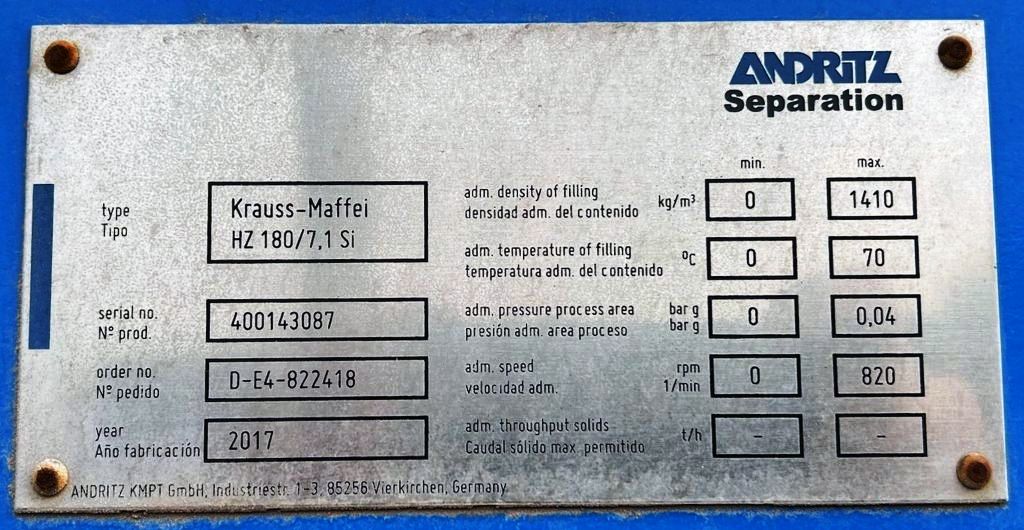 ANDRITZ
Separation
min. max.
type
Tipo
Krauss-Maffei
HZ 180/7,1 Si
serial no.
Nº prod.
400143087
order no.
Nº pedido
D-E4-822418
year
Año fabricación
2017
adm. density of filling
densidad adm. del contenido
kg/m³ 0 1410
adm. temperature of filling
temperatura adm. del contenido
ºC 0 70
adm. pressure process area
presión adm. area proceso
bar g
bar g
0 0,04
adm. speed
velocidad adm.
rpm
1/min
0 820
adm. throughput solids
Caudal sólido max. permitido
t/h - -
ANDRITZ KMPT GmbH, Industriestr. 1-3, 85256 Vierkirchen, Germany